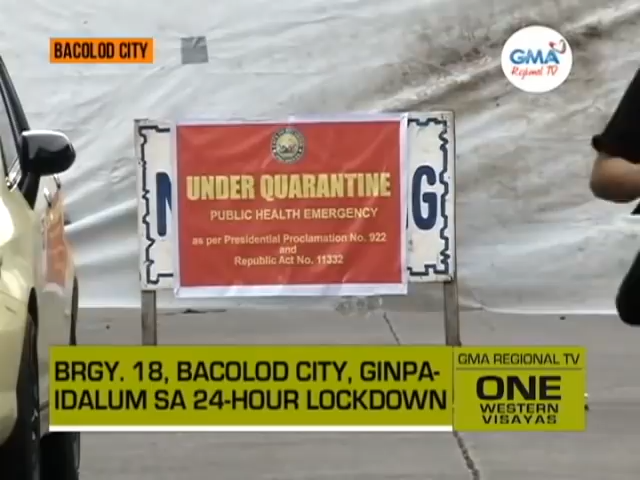 BACOLOD CITY
GMA
Regional TV
UNDER QUARANTINE
PUBLIC HEALTH EMERGENCY
as per Presidential Proclamation No. 922
and
Republic Act No. 11332
N
G
BRGY. 18, BACOLOD CITY, GINPA-
IDALUM SA 24-HOUR LOCKDOWN
GMA REGIONAL TV
ONE
WESTERN
VISAYAS